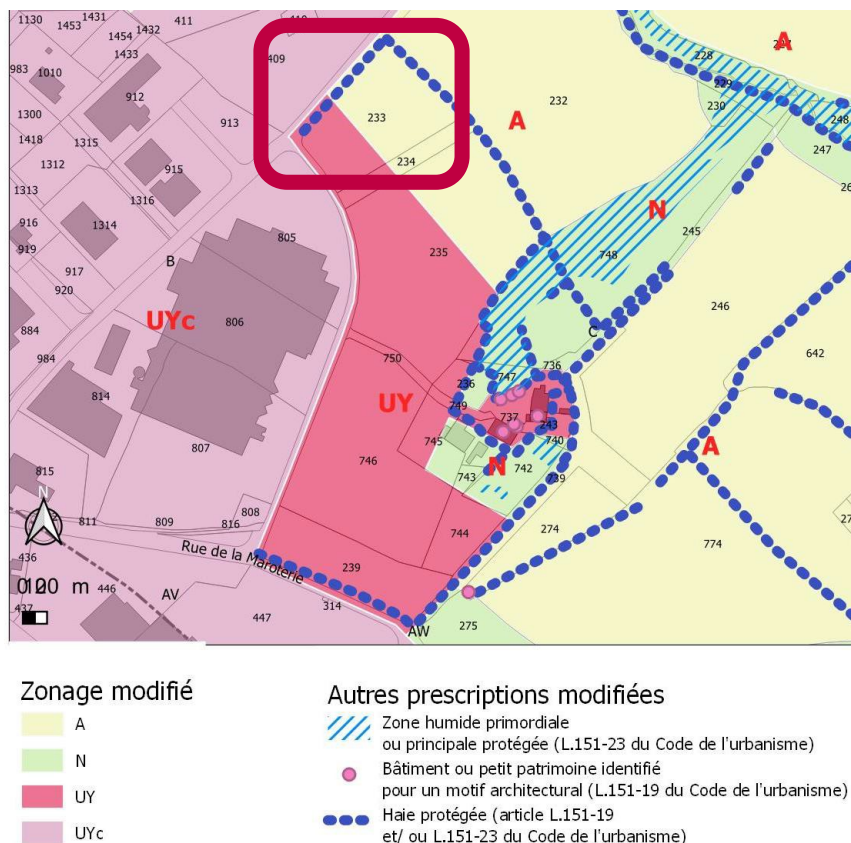 1130
1453
1431
1454
1432
1433
411
983
1010
409
912
1300
1418
913
1315
1312
915
1313
1316
916
1314
919
917
920
B
805
UYc
806
884
984
814
807
815
811
809
816
808
N
436
437
446
AV
447
Rue de la Maroterie
314
AW
233
234
235
232
A
228
229
230
A
248
247
N
748
245
246
C
642
750
UY
736
747
236
749
737
243
740
745
746
N
742
743
739
744
274
A
774
239
275
m
Zonage modifié
A
N
UY
UYc
Autres prescriptions modifiées
Zone humide primordiale
ou principale protégée (L.151-23 du Code de l'urbanisme)
Bâtiment ou petit patrimoine identifié
pour un motif architectural (L.151-19 du Code de l'urbanisme)
Haie protégée (article L.151-19
et/ ou L.151-23 du Code de l'urbanisme)